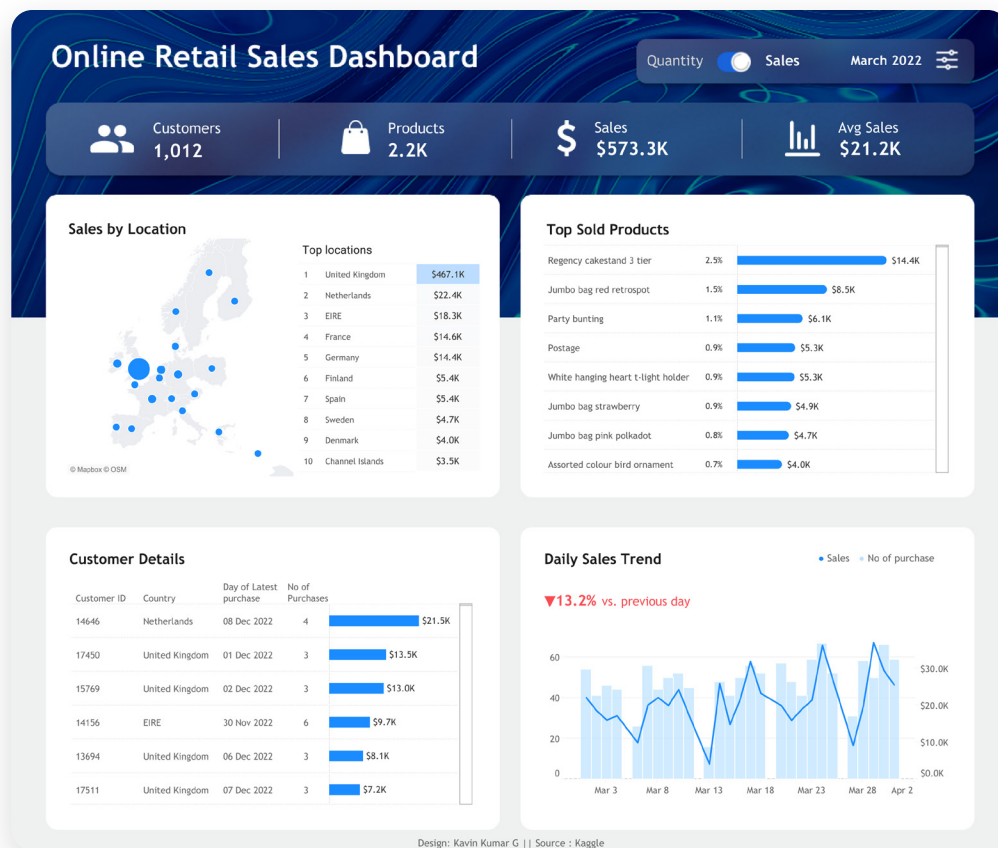 Online Retail Sales Dashboard
Quantity Sales March 2022
Customers
1,012
Products
2.2K
Sales
$573.3K
Avg Sales
$21.2K
Sales by Location
Top locations
1 United Kingdom $467.1K
2 Netherlands $22.4K
3 EIRE $18.3K
4 France $14.6K
5 Germany $14.4K
6 Finland $5.4K
7 Spain $5.4K
8 Sweden $4.7K
9 Denmark $4.0K
10 Channel Islands $3.5K
© Mapbox © OSM
Top Sold Products
Regency cakestand 3 tier 2.5% $14.4K
Jumbo bag red retrospot 1.5% $8.5K
Party bunting 1.1% $6.1K
Postage 0.9% $5.3K
White hanging heart t-light holder 0.9% $5.3K
Jumbo bag strawberry 0.9% $4.9K
Jumbo bag pink polkadot 0.8% $4.7K
Assorted colour bird ornament 0.7% $4.0K
Customer Details
Customer ID Country Day of Latest purchase No of Purchases
14646 Netherlands 08 Dec 2022 4 $21.5K
17450 United Kingdom 01 Dec 2022 3 $13.5K
15769 United Kingdom 02 Dec 2022 3 $13.0K
14156 EIRE 30 Nov 2022 6 $9.7K
13694 United Kingdom 06 Dec 2022 3 $8.1K
17511 United Kingdom 07 Dec 2022 3 $7.2K
Daily Sales Trend
Sales No of purchase
▼13.2% vs. previous day
60
40
20
0
$30.0K
$20.0K
$10.0K
$0.0K
Mar 3 Mar 8 Mar 13 Mar 18 Mar 23 Mar 28 Apr 2
Design: Kavin Kumar G || Source : Kaggle